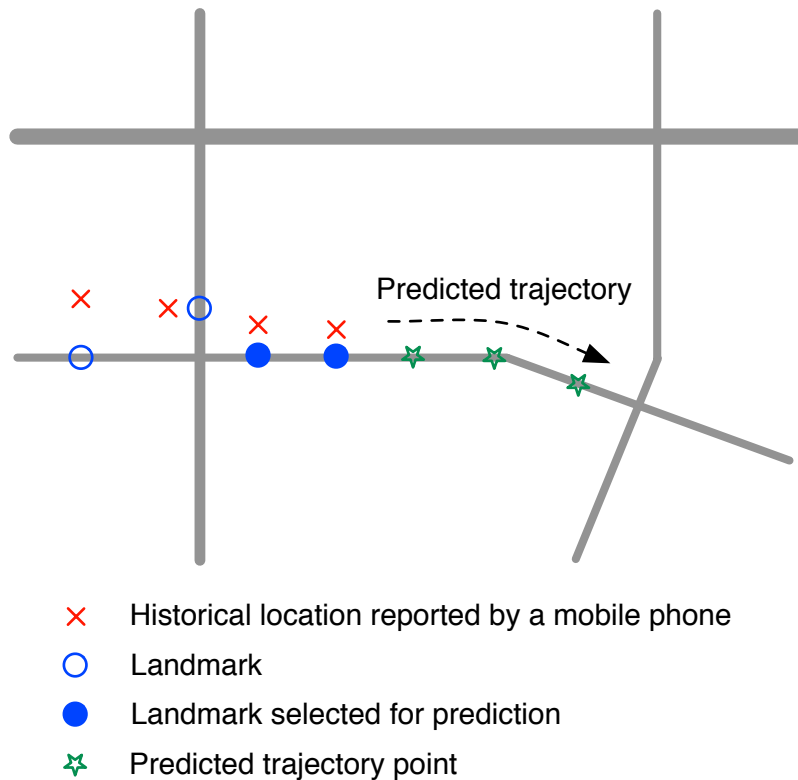 Predicted trajectory
Historical location reported by a mobile phone
Landmark
Landmark selected for prediction
Predicted trajectory point